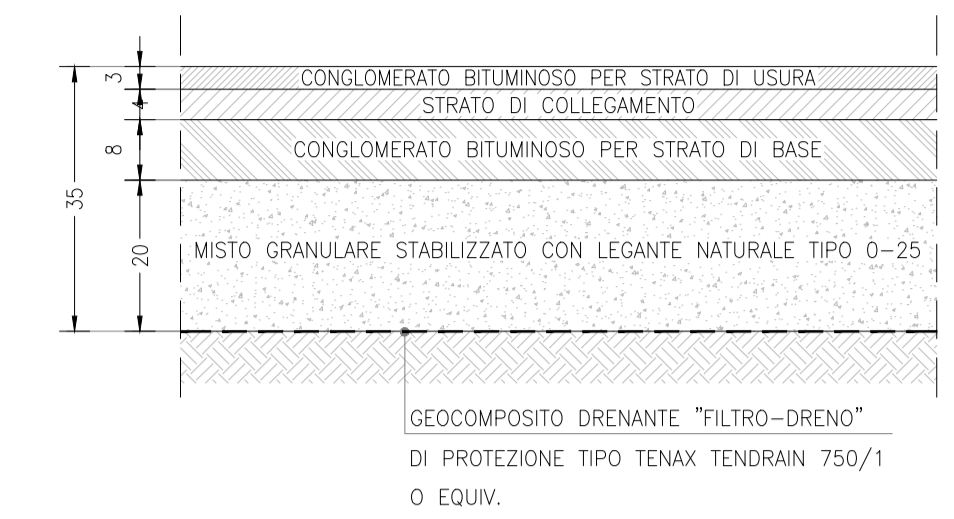 3
CONGLOMERATO BITUMINOSO PER STRATO DI USURA
4
STRATO DI COLLEGAMENTO
8
CONGLOMERATO BITUMINOSO PER STRATO DI BASE
35
20
MISTO GRANULARE STABILIZZATO CON LEGANTE NATURALE TIPO 0-25
GEOCOMPOSITO DRENANTE "FILTRO-DRENO"
DI PROTEZIONE TIPO TENAX TENDRAIN 750/1
O EQUIV.